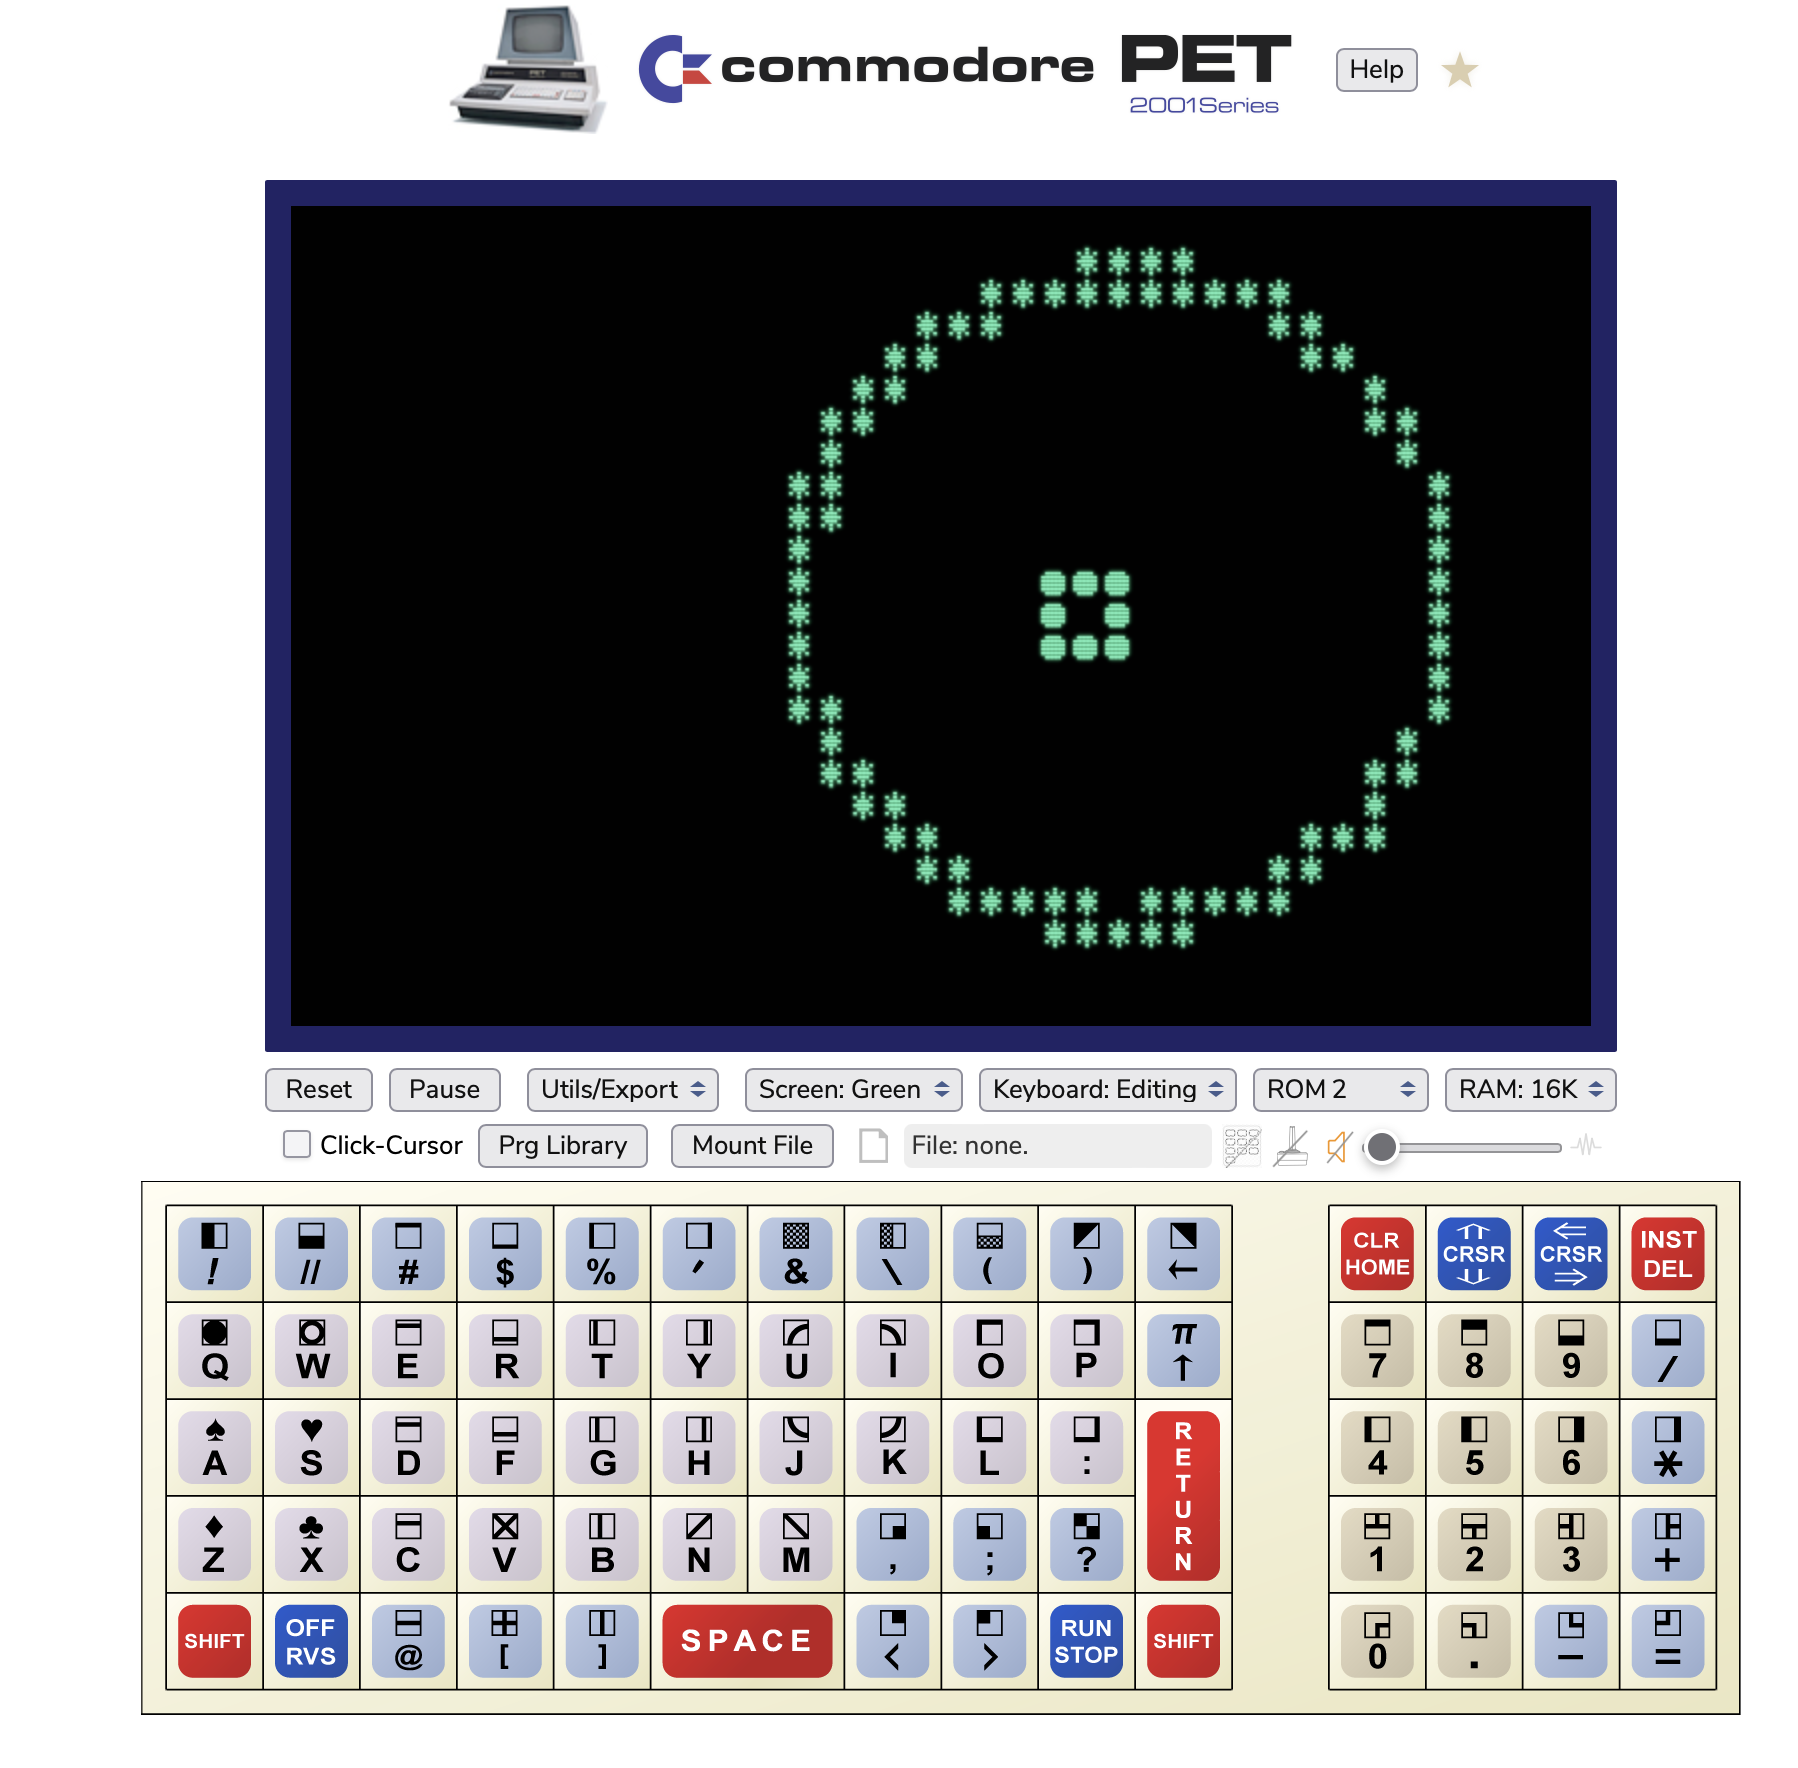 commodore PET
2001Series
Help
Reset Pause Utils/Export Screen: Green Keyboard: Editing ROM 2 RAM: 16K
Click-Cursor Prg Library Mount File File: none.
! // # $ % ' & \ ( ) ← CLR HOME CRSR CRSR INST DEL
Q W E R T Y U I O P π ↑ 7 8 9 /
A S D F G H J K L : RETURN 4 5 6 *
Z X C V B N M , ; ? 1 2 3 +
SHIFT OFF RVS @ [ ] SPACE < > RUN STOP SHIFT 0 . – =